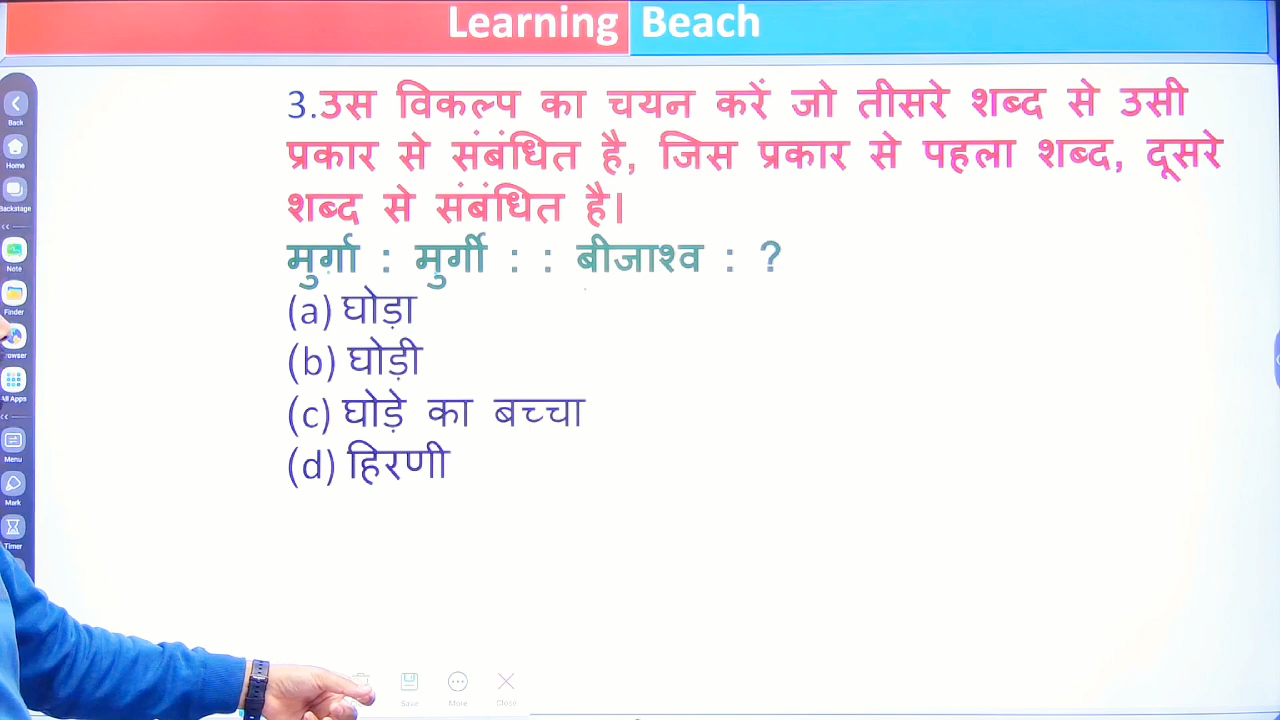 Learning Beach
3.उस विकल्प का चयन करें जो तीसरे शब्द से उसी
प्रकार से संबंधित है, जिस प्रकार से पहला शब्द, दूसरे
शब्द से संबंधित है।
मुर्गा : मुर्गी : : बीजाश्व : ?
(a) घोड़ा
(b) घोड़ी
(c) घोड़े का बच्चा
(d) हिरणी
Back
Home
Backstage
Note
Finder
rowser
All Apps
Menu
Mark
Timer
Save
More
Close